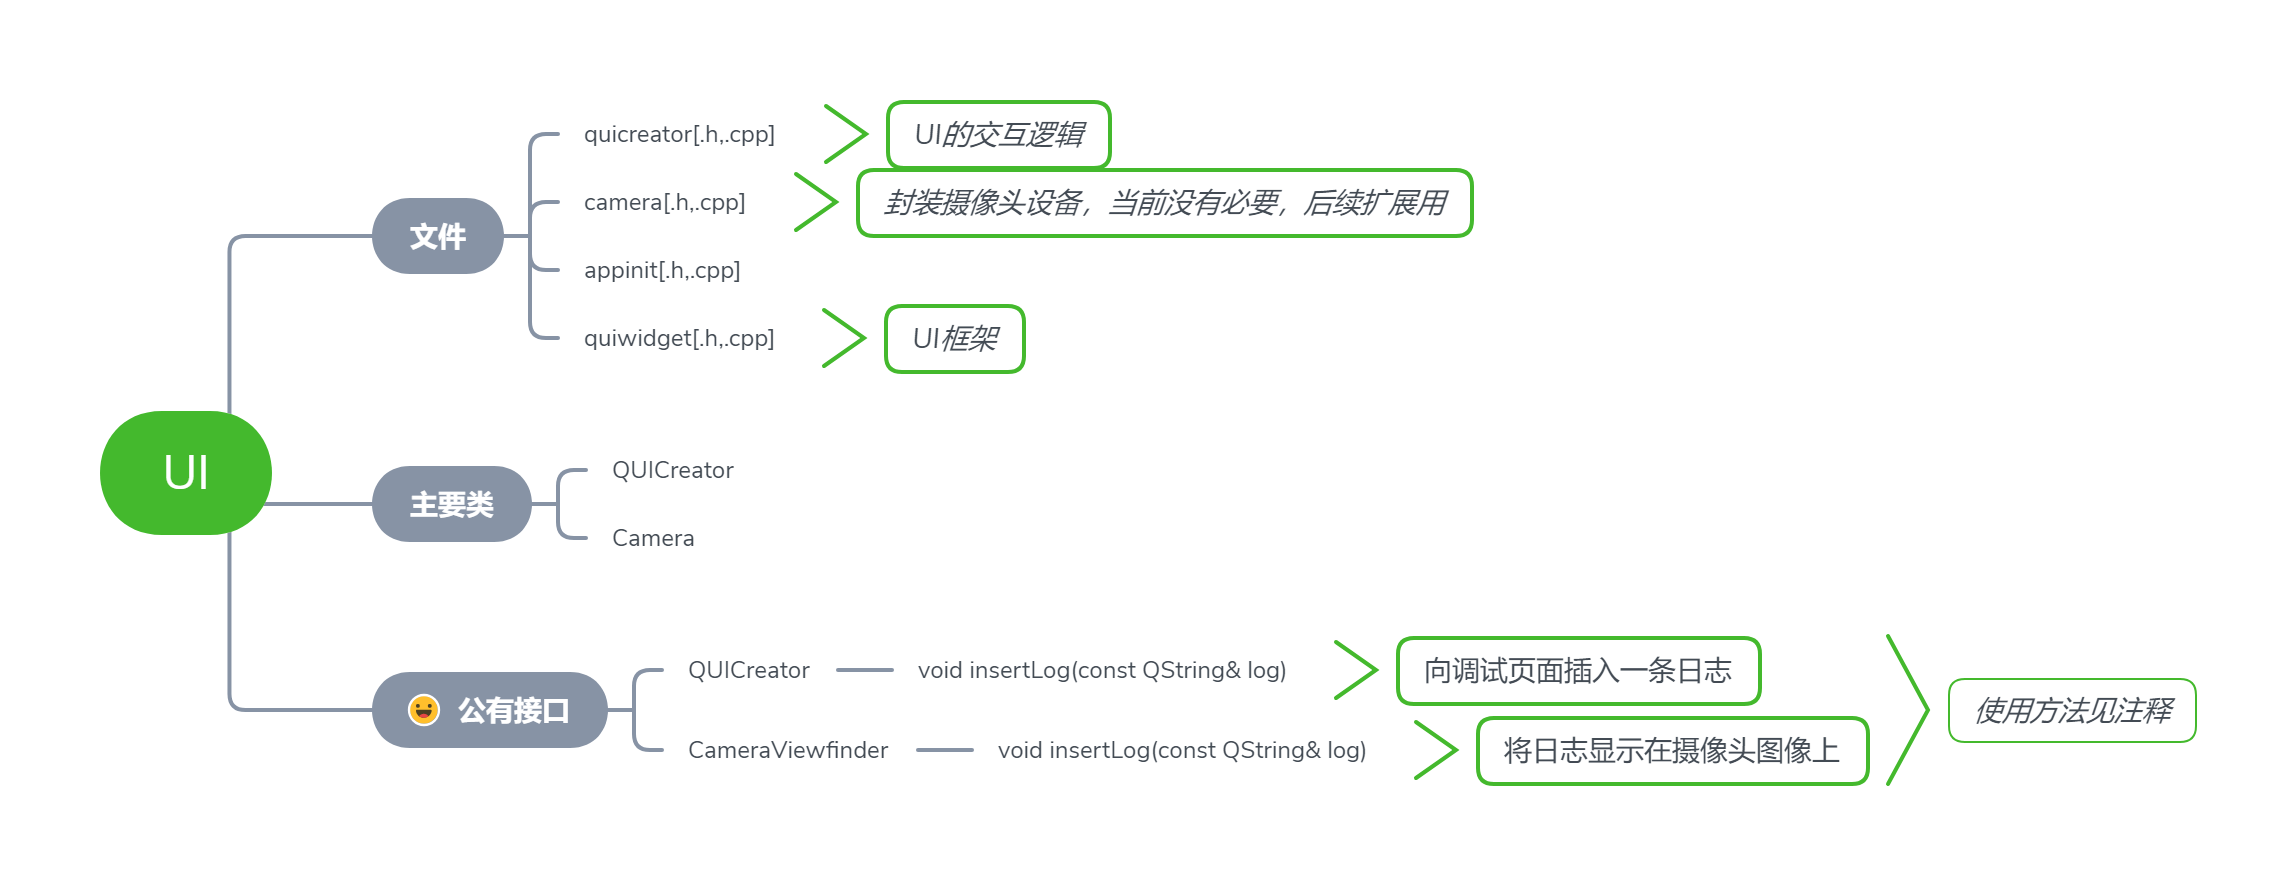 UI
文件
quicreator[.h,.cpp]
UI的交互逻辑
camera[.h,.cpp]
封装摄像头设备，当前没有必要，后续扩展用
appinit[.h,.cpp]
quiwidget[.h,.cpp]
UI框架
主要类
QUICreator
Camera
公有接口
QUICreator
void insertLog(const QString& log)
向调试页面插入一条日志
CameraViewfinder
void insertLog(const QString& log)
将日志显示在摄像头图像上
使用方法见注释